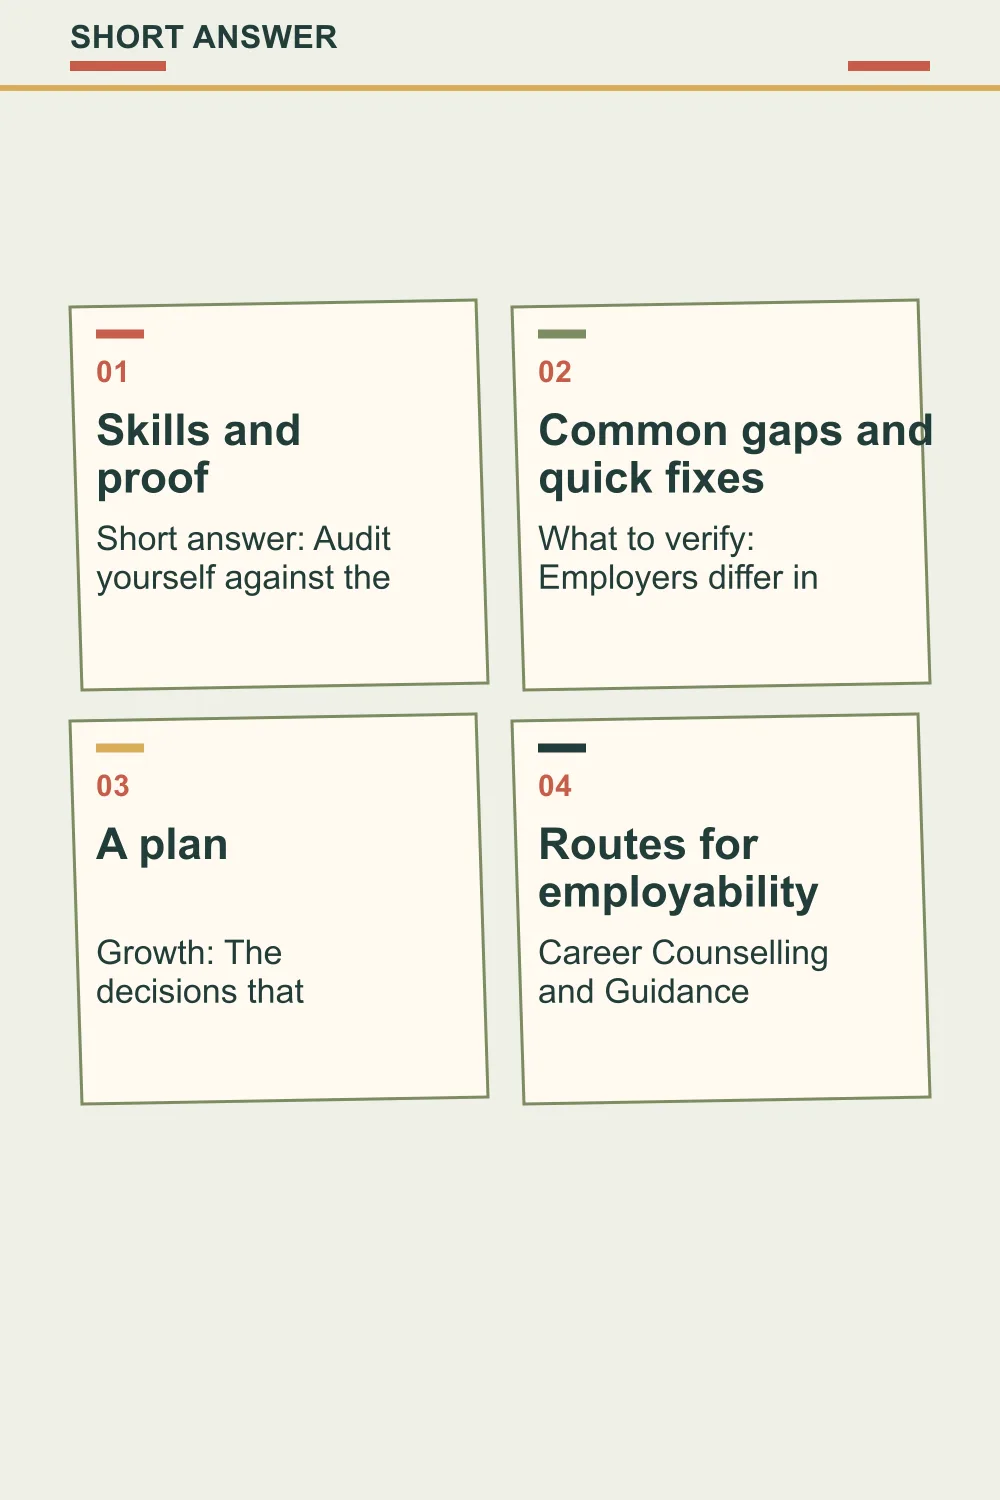 SHORT ANSWER
01
Skills and
proof
Short answer: Audit
yourself against the
02
Common gaps and
quick fixes
What to verify:
Employers differ in
03
A plan
Growth: The
decisions that
04
Routes for
employability
Career Counselling
and Guidance